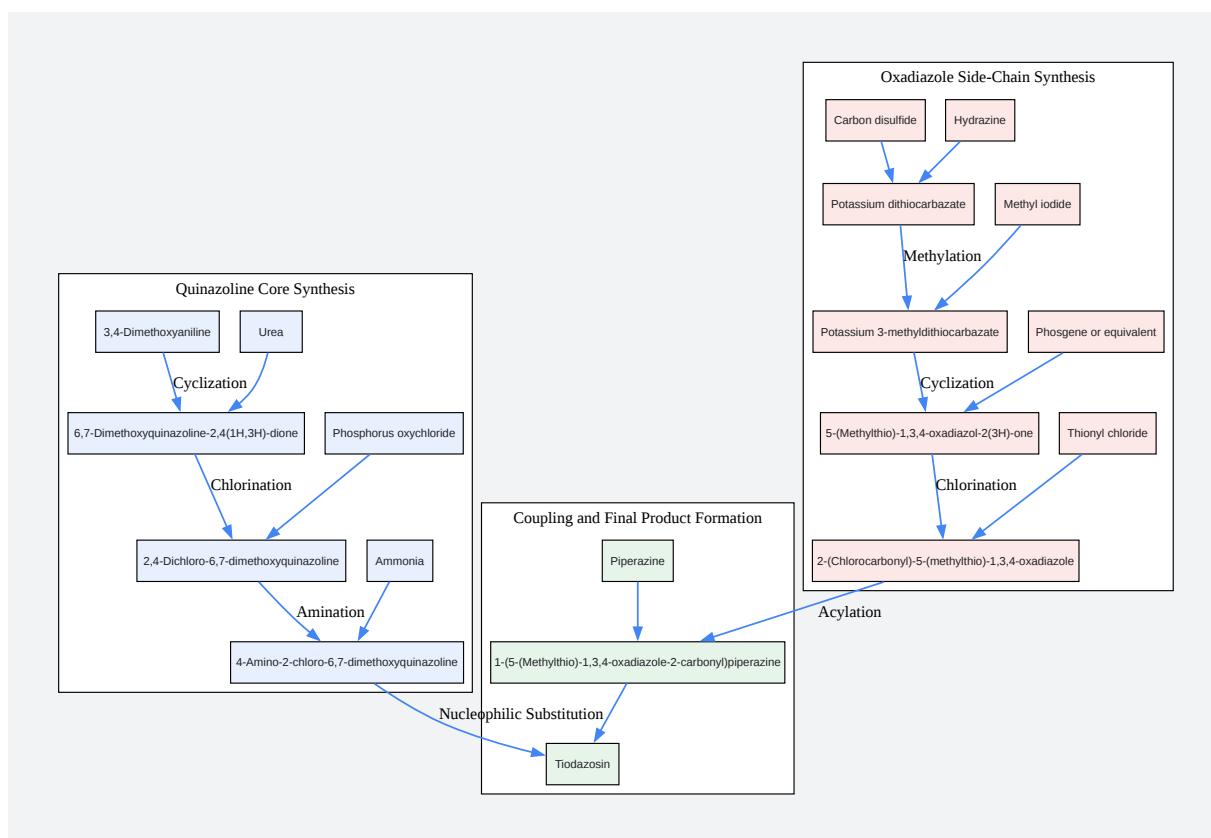 Oxadiazole Side-Chain Synthesis
Carbon disulfide
Hydrazine
Potassium dithiocarbazate
Methyl iodide
Methylation
Potassium 3-methyldithiocarbazate
Phosgene or equivalent
Cyclization
5-(Methylthio)-1,3,4-oxadiazol-2(3H)-one
Thionyl chloride
Chlorination
2-(Chlorocarbonyl)-5-(methylthio)-1,3,4-oxadiazole
Acylation
Quinazoline Core Synthesis
3,4-Dimethoxyaniline
Urea
Cyclization
6,7-Dimethoxyquinazoline-2,4(1H,3H)-dione
Phosphorus oxychloride
Chlorination
2,4-Dichloro-6,7-dimethoxyquinazoline
Ammonia
Amination
4-Amino-2-chloro-6,7-dimethoxyquinazoline
Nucleophilic Substitution
Coupling and Final Product Formation
Piperazine
1-(5-(Methylthio)-1,3,4-oxadiazole-2-carbonyl)piperazine
Tiodazosin